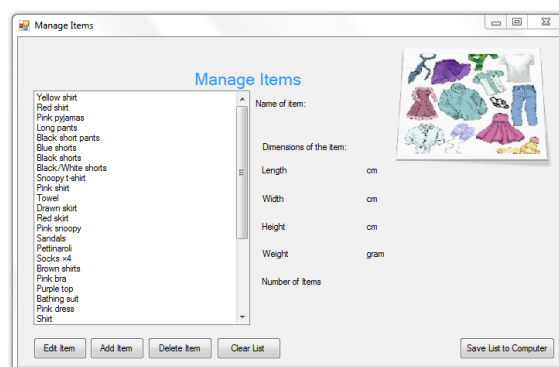 Manage Items
Manage Items
Yellow shirt
Red shirt
Pink pyjamas
Long pants
Black short pants
Blue shorts
Black shorts
Black/White shorts
Snoopy t-shirt
Pink shirt
Towel
Drawn skirt
Red skirt
Pink snoopy
Sandals
Pettinaroli
Socks ×4
Brown shirts
Pink bra
Purple top
Bathing suit
Pink dress
Shirt
Name of item:
Dimensions of the item:
Length cm
Width cm
Height cm
Weight gram
Number of Items
Edit Item Add Item Delete Item Clear List Save List to Computer